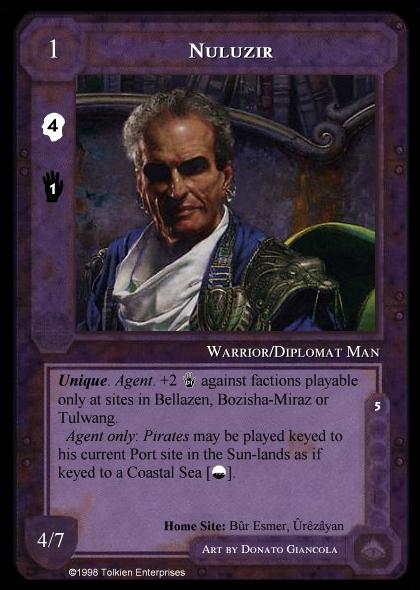 1
NULUZIR
4
1
WARRIOR/DIPLOMAT MAN
Unique. Agent. +2 against factions playable
only at sites in Bellazen, Bozisha-Miraz or
Tulwang.
Agent only: Pirates may be played keyed to
his current Port site in the Sun-lands as if
keyed to a Coastal Sea [].
5
Home Site: Bûr Esmer, Ûrêzâyan
4/7
ART BY DONATO GIANCOLA
©1998 Tolkien Enterprises